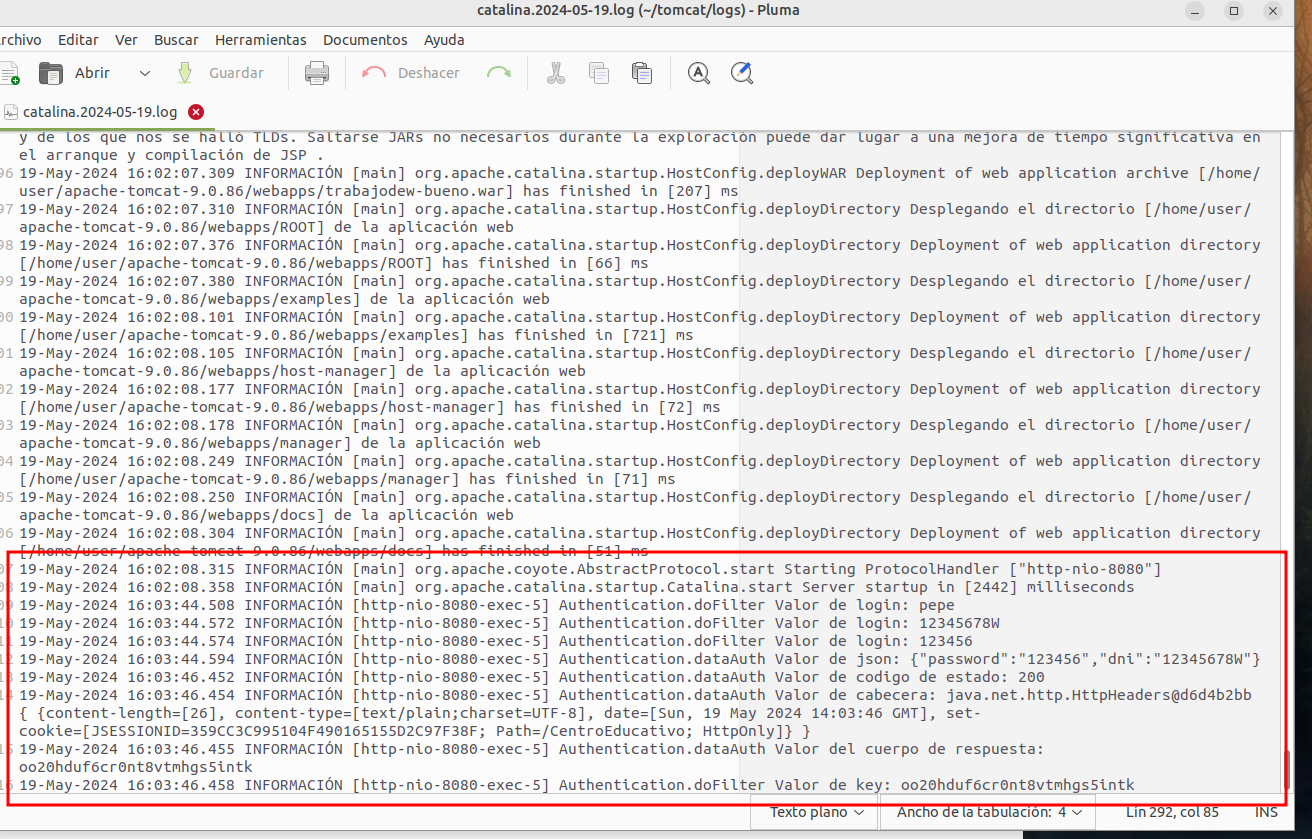 catalina.2024-05-19.log (~/tomcat/logs) - Pluma
rchivo Editar Ver Buscar Herramientas Documentos Ayuda
Abrir Guardar Deshacer
catalina.2024-05-19.log
y de los que nos se halló TLDs. Saltarse JARs no necesarios durante la exploración puede dar lugar a una mejora de tiempo significativa en
el arranque y compilación de JSP .
96 19-May-2024 16:02:07.309 INFORMACIÓN [main] org.apache.catalina.startup.HostConfig.deployWAR Deployment of web application archive [/home/
user/apache-tomcat-9.0.86/webapps/trabajodew-bueno.war] has finished in [207] ms
97 19-May-2024 16:02:07.310 INFORMACIÓN [main] org.apache.catalina.startup.HostConfig.deployDirectory Desplegando el directorio [/home/user/
apache-tomcat-9.0.86/webapps/ROOT] de la aplicación web
98 19-May-2024 16:02:07.376 INFORMACIÓN [main] org.apache.catalina.startup.HostConfig.deployDirectory Deployment of web application directory
[/home/user/apache-tomcat-9.0.86/webapps/ROOT] has finished in [66] ms
99 19-May-2024 16:02:07.380 INFORMACIÓN [main] org.apache.catalina.startup.HostConfig.deployDirectory Desplegando el directorio [/home/user/
apache-tomcat-9.0.86/webapps/examples] de la aplicación web
00 19-May-2024 16:02:08.101 INFORMACIÓN [main] org.apache.catalina.startup.HostConfig.deployDirectory Deployment of web application directory
[/home/user/apache-tomcat-9.0.86/webapps/examples] has finished in [721] ms
01 19-May-2024 16:02:08.105 INFORMACIÓN [main] org.apache.catalina.startup.HostConfig.deployDirectory Desplegando el directorio [/home/user/
apache-tomcat-9.0.86/webapps/host-manager] de la aplicación web
02 19-May-2024 16:02:08.177 INFORMACIÓN [main] org.apache.catalina.startup.HostConfig.deployDirectory Deployment of web application directory
[/home/user/apache-tomcat-9.0.86/webapps/host-manager] has finished in [72] ms
03 19-May-2024 16:02:08.178 INFORMACIÓN [main] org.apache.catalina.startup.HostConfig.deployDirectory Desplegando el directorio [/home/user/
apache-tomcat-9.0.86/webapps/manager] de la aplicación web
04 19-May-2024 16:02:08.249 INFORMACIÓN [main] org.apache.catalina.startup.HostConfig.deployDirectory Deployment of web application directory
[/home/user/apache-tomcat-9.0.86/webapps/manager] has finished in [71] ms
05 19-May-2024 16:02:08.250 INFORMACIÓN [main] org.apache.catalina.startup.HostConfig.deployDirectory Desplegando el directorio [/home/user/
apache-tomcat-9.0.86/webapps/docs] de la aplicación web
06 19-May-2024 16:02:08.304 INFORMACIÓN [main] org.apache.catalina.startup.HostConfig.deployDirectory Deployment of web application directory
[/home/user/apache-tomcat-9.0.86/webapps/docs] has finished in [51] ms
07 19-May-2024 16:02:08.315 INFORMACIÓN [main] org.apache.coyote.AbstractProtocol.start Starting ProtocolHandler ["http-nio-8080"]
08 19-May-2024 16:02:08.358 INFORMACIÓN [main] org.apache.catalina.startup.Catalina.start Server startup in [2442] milliseconds
09 19-May-2024 16:03:44.508 INFORMACIÓN [http-nio-8080-exec-5] Authentication.doFilter Valor de login: pepe
10 19-May-2024 16:03:44.572 INFORMACIÓN [http-nio-8080-exec-5] Authentication.doFilter Valor de login: 12345678W
11 19-May-2024 16:03:44.574 INFORMACIÓN [http-nio-8080-exec-5] Authentication.doFilter Valor de login: 123456
12 19-May-2024 16:03:44.594 INFORMACIÓN [http-nio-8080-exec-5] Authentication.dataAuth Valor de json: {"password":"123456","dni":"12345678W"}
13 19-May-2024 16:03:46.452 INFORMACIÓN [http-nio-8080-exec-5] Authentication.dataAuth Valor de codigo de estado: 200
14 19-May-2024 16:03:46.454 INFORMACIÓN [http-nio-8080-exec-5] Authentication.dataAuth Valor de cabecera: java.net.http.HttpHeaders@d6d4b2bb
{ {content-length=[26], content-type=[text/plain;charset=UTF-8], date=[Sun, 19 May 2024 14:03:46 GMT], set-
cookie=[JSESSIONID=359CC3C995104F490165155D2C97F38F; Path=/CentroEducativo; HttpOnly]} }
15 19-May-2024 16:03:46.455 INFORMACIÓN [http-nio-8080-exec-5] Authentication.dataAuth Valor del cuerpo de respuesta:
oo20hduf6cr0nt8vtmhgs5intk
16 19-May-2024 16:03:46.458 INFORMACIÓN [http-nio-8080-exec-5] Authentication.doFilter Valor de key: oo20hduf6cr0nt8vtmhgs5intk
Texto plano Ancho de la tabulación: 4 Lín 292, col 85 INS